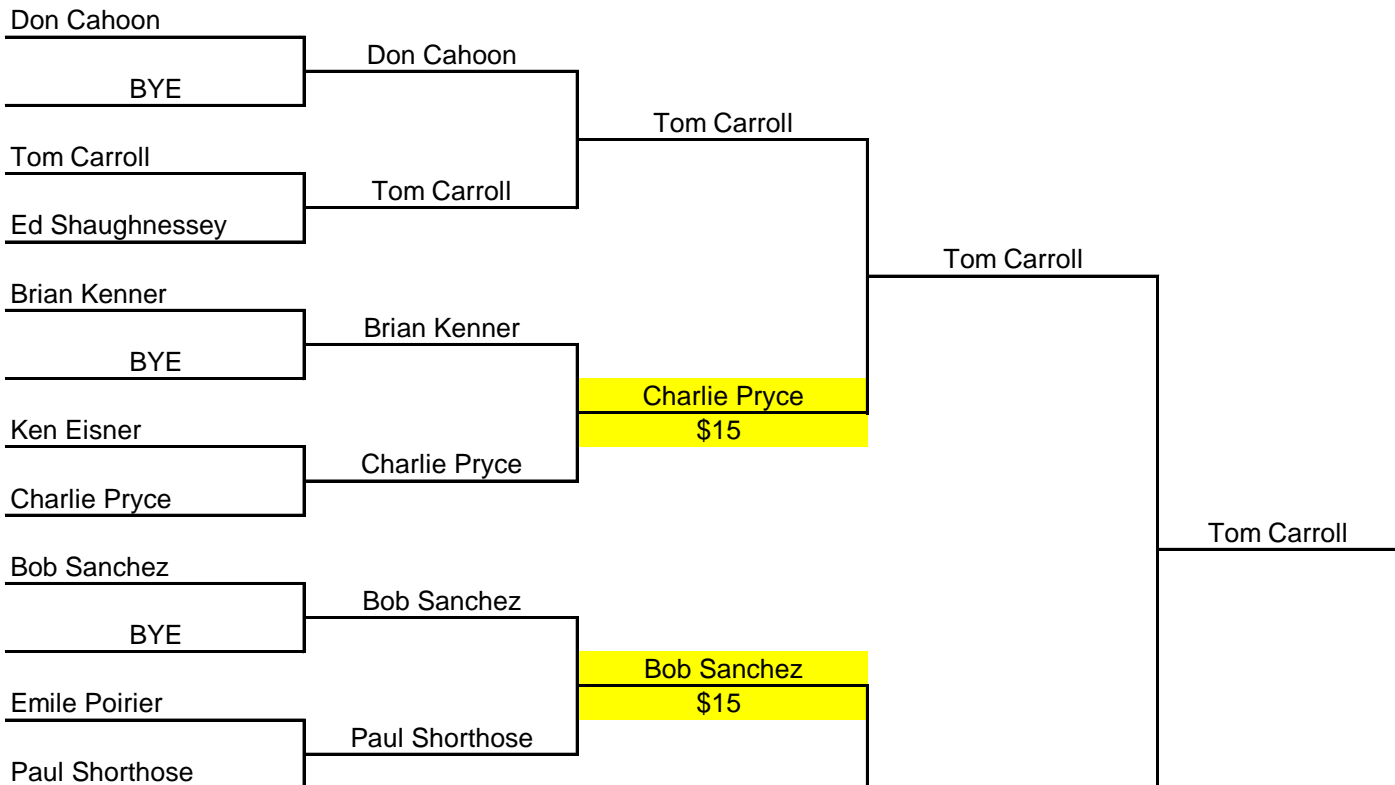 Don Cahoon
Don Cahoon
BYE
Tom Carroll
Tom Carroll
Tom Carroll
Ed Shaughnessey
Tom Carroll
Brian Kenner
Brian Kenner
BYE
Charlie Pryce
Ken Eisner
$15
Charlie Pryce
Charlie Pryce
Tom Carroll
Bob Sanchez
Bob Sanchez
BYE
Bob Sanchez
Emile Poirier
$15
Paul Shorthose
Paul Shorthose